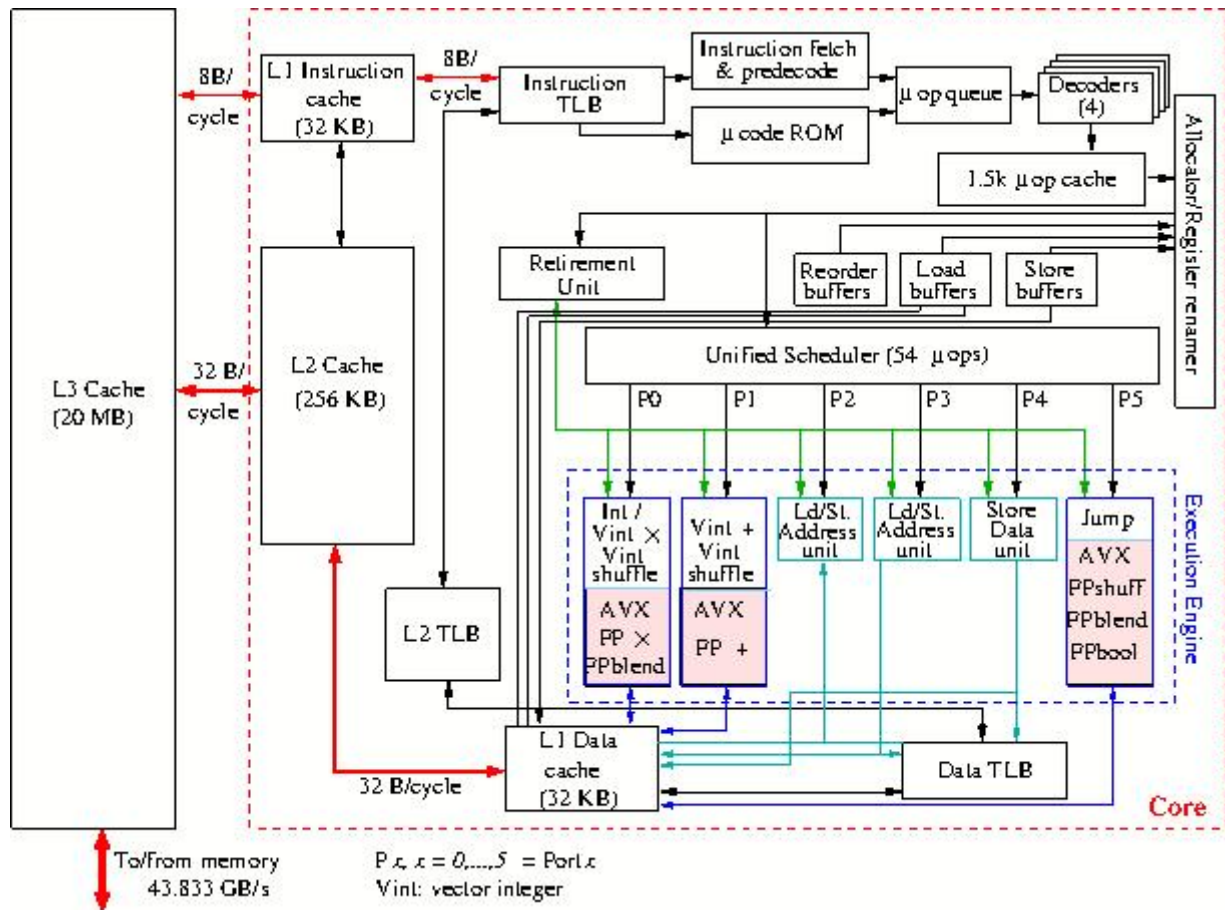 L3 Cache
(20 MB)
8B/
cycle
L1 Instruction
cache
(32 KB)
8B/
cycle
Instruction
TLB
Instruction Fetch
& predecode
μ code ROM
μ op queue
Decoders
(4)
1.5k μ op cache
Allocator/Register renamer
Retirement
Unit
Reorder
buffers
Load
buffers
Store
buffers
Unified Scheduler (54 μ ops)
L2 Cache
(256 KB)
32 B/
cycle
P0
P1
P2
P3
P4
P5
Int /
Vint ×
Vint
shuffle
AVX
PP ×
PPblend
Vint +
Vint
shuffle
AVX
PP +
Ld/St.
Address
unit
Ld/St.
Address
unit
Store
Data
unit
Jump
AVX
PPshuff
PPblend
PPbool
Execution Engine
L2 TLB
L1 Data
cache
(32 KB)
32 B/cycle
Data TLB
Core
To/from memory
43.833 GB/s
P x, x = 0,...,5 = Port x
Vint: vector integer